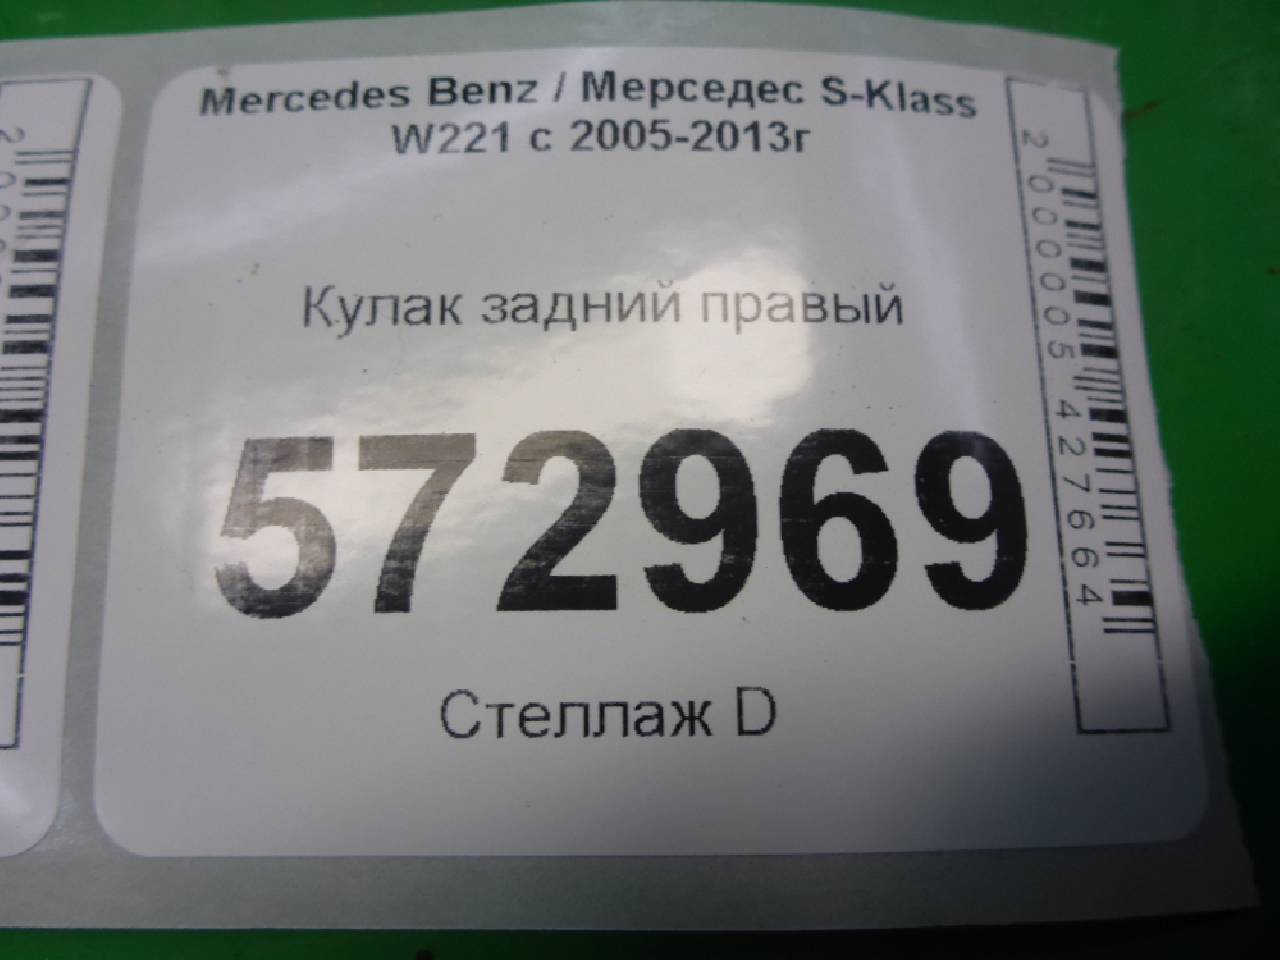 Mercedes Benz / Мерседес S-Klass
W221 с 2005-2013г
Кулак задний правый
572969
Стеллаж D
2000005427664